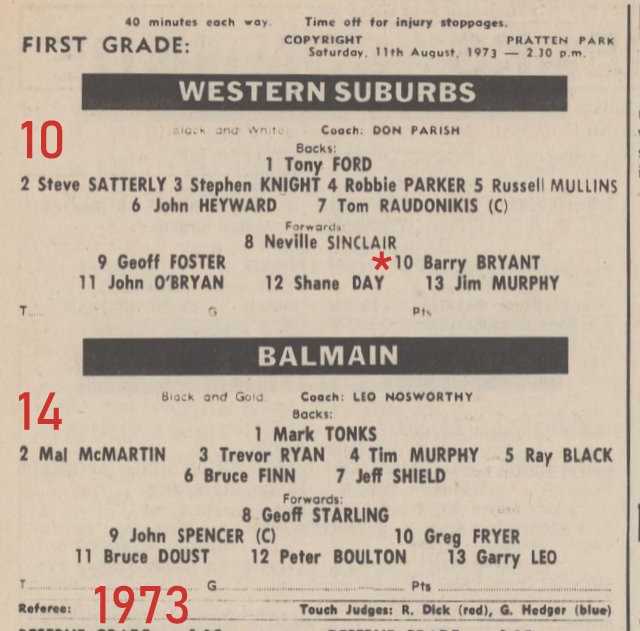 40 minutes each way. Time off for injury stoppages.
FIRST GRADE: COPYRIGHT PRATTEN PARK
Saturday, 11th August, 1973 — 2.30 p.m.
WESTERN SUBURBS
10
Black and White. Coach: DON PARISH
Backs:
1 Tony FORD
2 Steve SATTERLY 3 Stephen KNIGHT 4 Robbie PARKER 5 Russell MULLINS
6 John HEYWARD 7 Tom RAUDONIKIS (C)
Forwards:
8 Neville SINCLAIR
9 Geoff FOSTER * 10 Barry BRYANT
11 John O'BRYAN 12 Shane DAY 13 Jim MURPHY
T...... G Pts
BALMAIN
14
Black and Gold. Coach: LEO NOSWORTHY
Backs:
1 Mark TONKS
2 Mal McMARTIN 3 Trevor RYAN 4 Tim MURPHY 5 Ray BLACK
6 Bruce FINN 7 Jeff SHIELD
Forwards:
8 Geoff STARLING
9 John SPENCER (C) 10 Greg FRYER
11 Bruce DOUST 12 Peter BOULTON 13 Garry LEO
T........ G........ Pts........
Referee: 1973 Touch Judges: R. Dick (red), G. Hedger (blue)